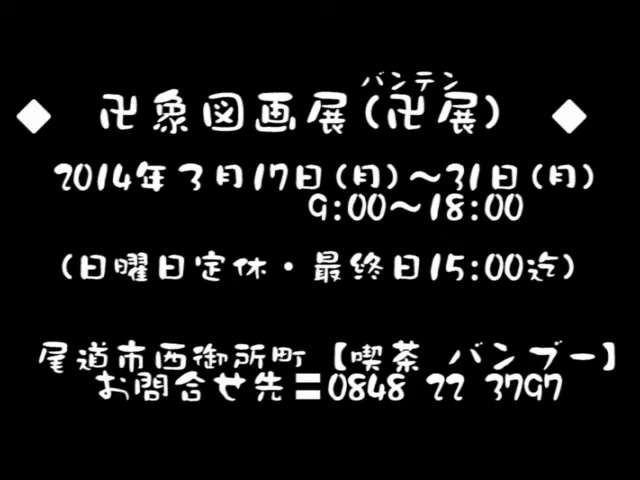 バンテン
◆ 卍象図画展(卍展) ◆
2014年3月17日(月)～31日(月)
9:00～18:00
(日曜日定休・最終日15:00迄)
尾道市西御所町【喫茶 バンブー】
お問合せ先〓0848 22 3797